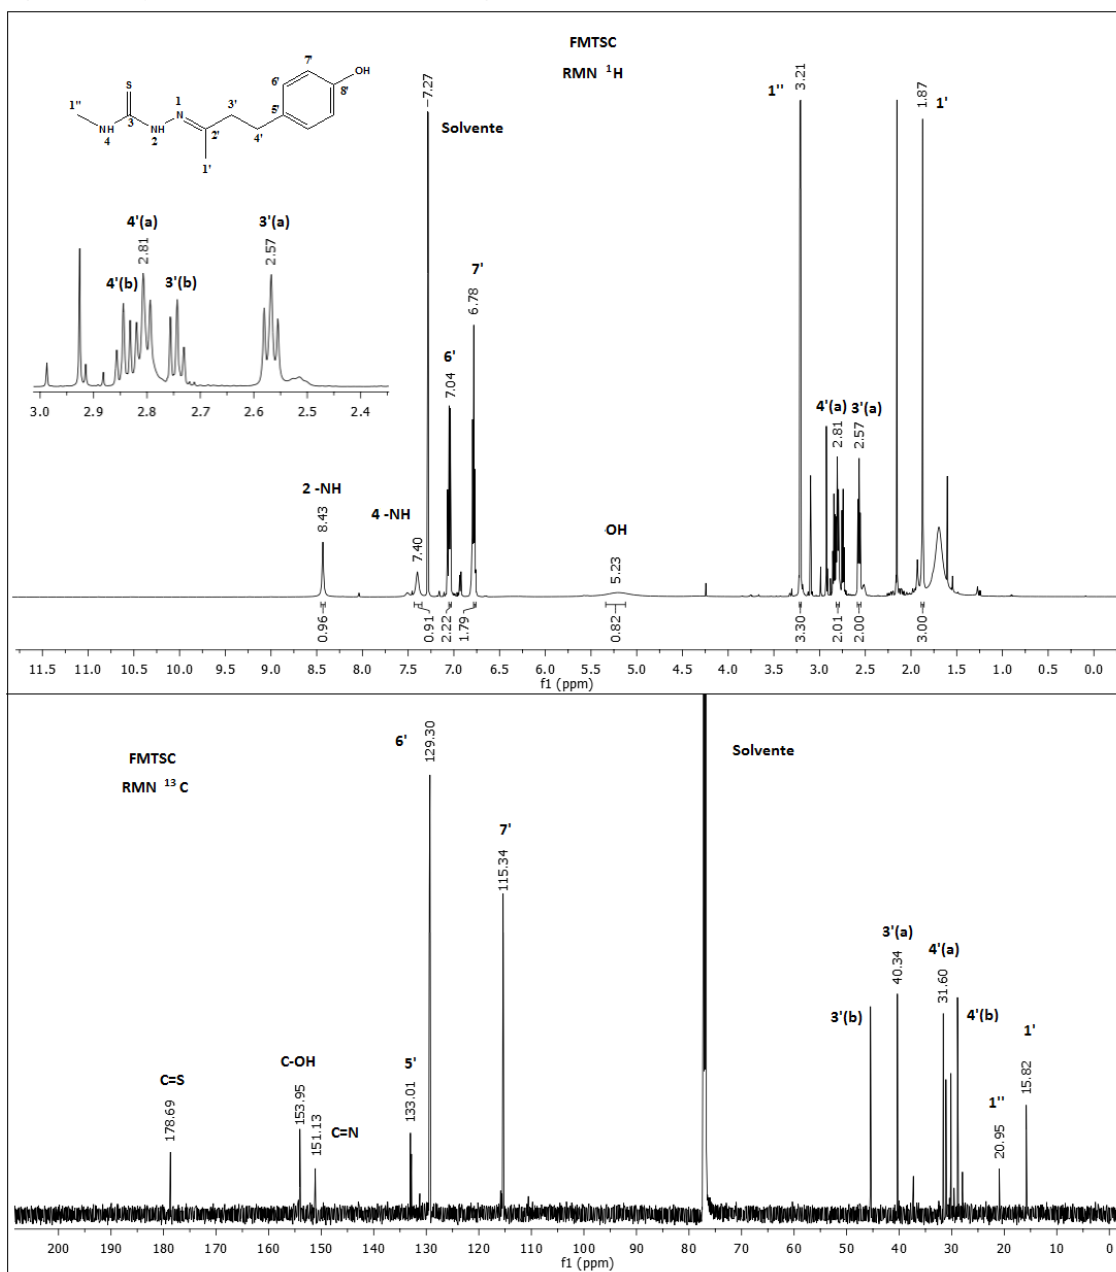 FMTSC
RMN ¹H
S
1''
NH
4
3
NH
2
N
1
2'
1'
3'
4'
5'
6'
7'
8'
OH
7.27
Solvente
1''
3.21
1.87
1'
4'(a)
2.81
4'(b)
3'(b)
3'(a)
2.57
3.0 2.9 2.8 2.7 2.6 2.5 2.4
7'
6.78
6'
7.04
2 -NH
8.43
4 -NH
7.40
OH
5.23
4'(a)
2.81
3'(a)
2.57
0.96 0.91 2.22 1.79 0.82 3.30 2.01 2.00 3.00
11.5 11.0 10.5 10.0 9.5 9.0 8.5 8.0 7.5 7.0 6.5 6.0 5.5 5.0 4.5 4.0 3.5 3.0 2.5 2.0 1.5 1.0 0.5 0.0
f1 (ppm)
FMTSC
RMN ¹³C
6'
129.30
Solvente
7'
115.34
3'(a)
40.34
4'(a)
31.60
3'(b)
4'(b)
1'
15.82
1''
20.95
C=S
178.69
C-OH
153.95
151.13
C=N
5'
133.01
200 190 180 170 160 150 140 130 120 110 100 90 80 70 60 50 40 30 20 10 0
f1 (ppm)